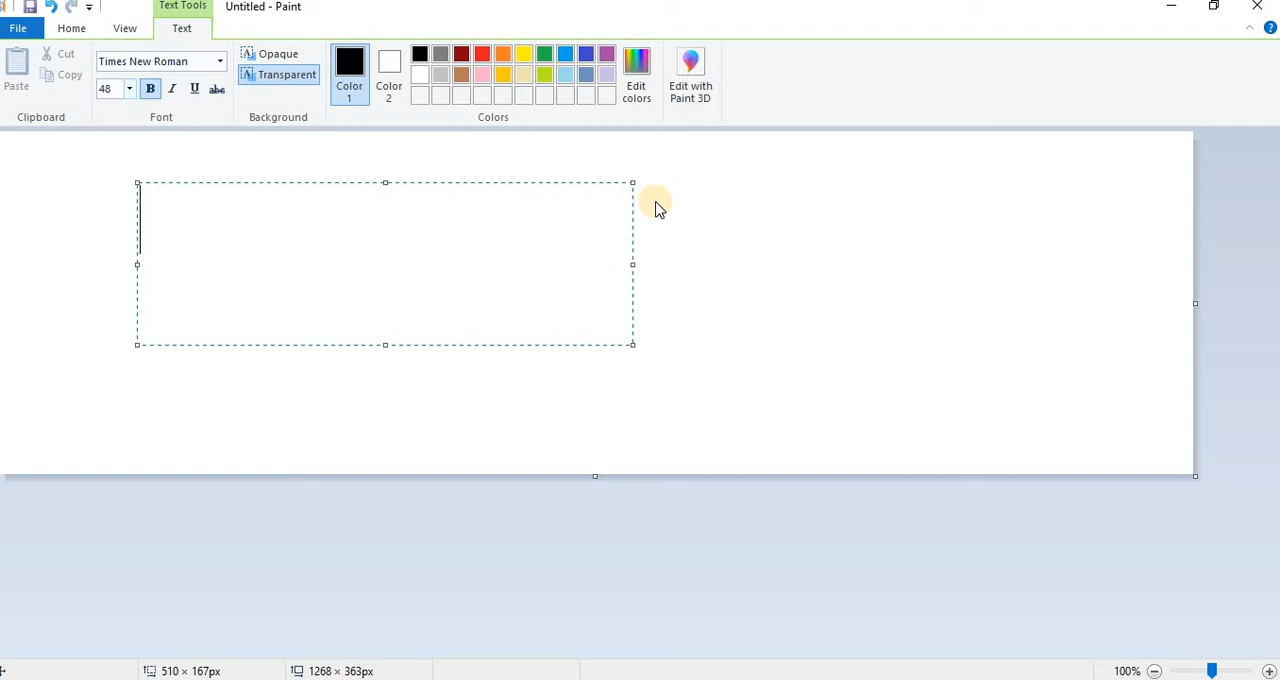 Text Tools
Untitled - Paint
File Home View Text
Paste
Cut
Copy
Clipboard
Times New Roman
48 B I U abc
Font
Opaque
Transparent
Background
Color 1
Color 2
Edit colors
Colors
Edit with Paint 3D
510 × 167px
1268 × 363px
100%